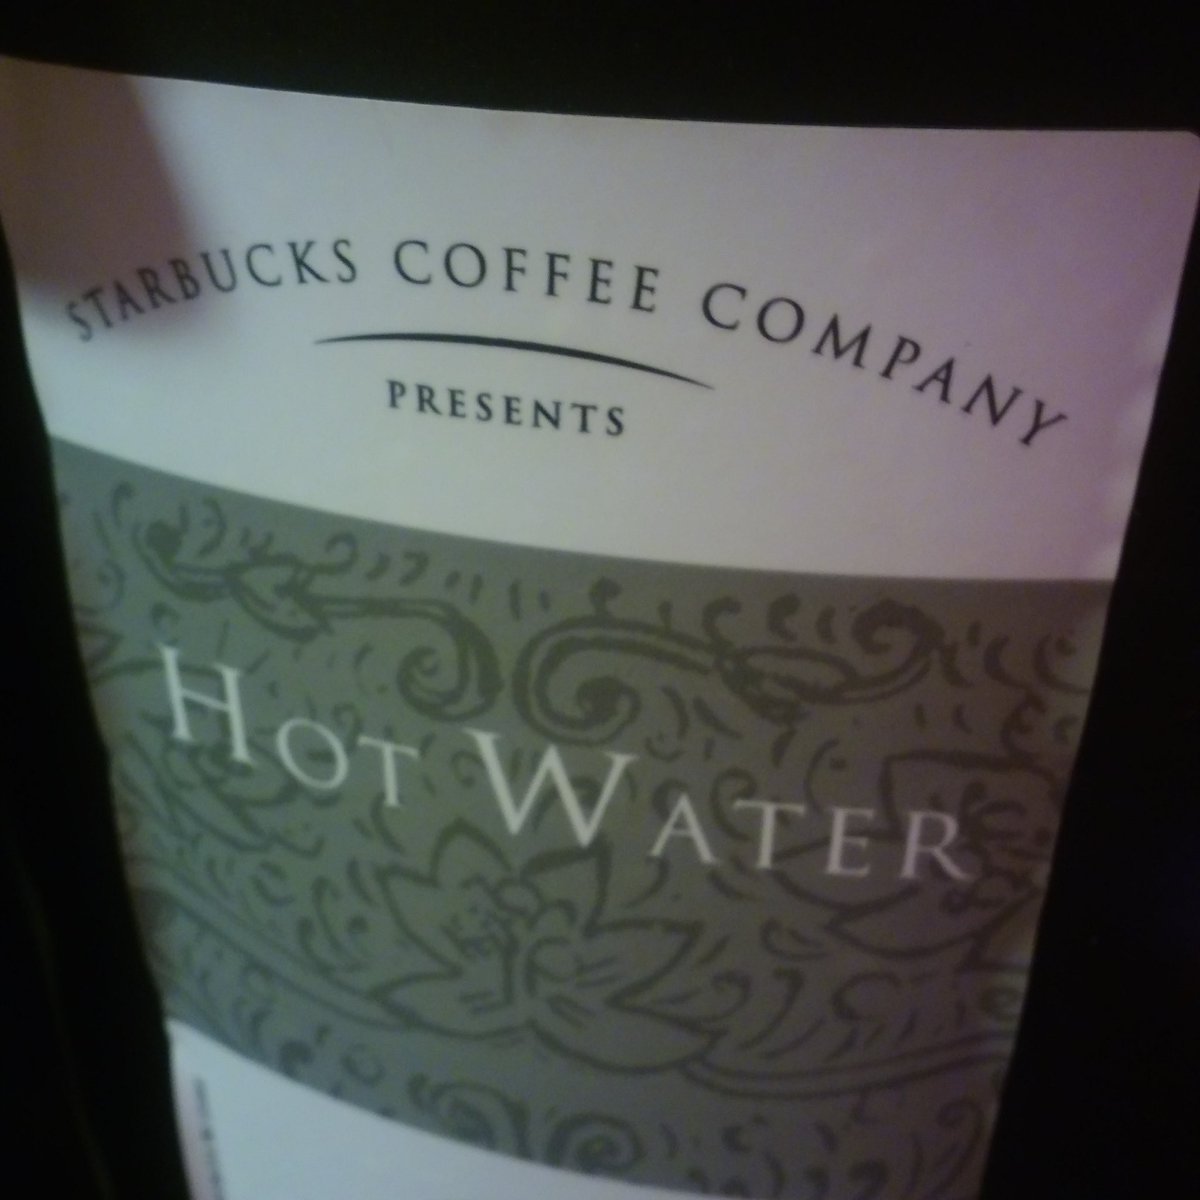 STARBUCKS COFFEE COMPANY
PRESENTS
HOT WATER